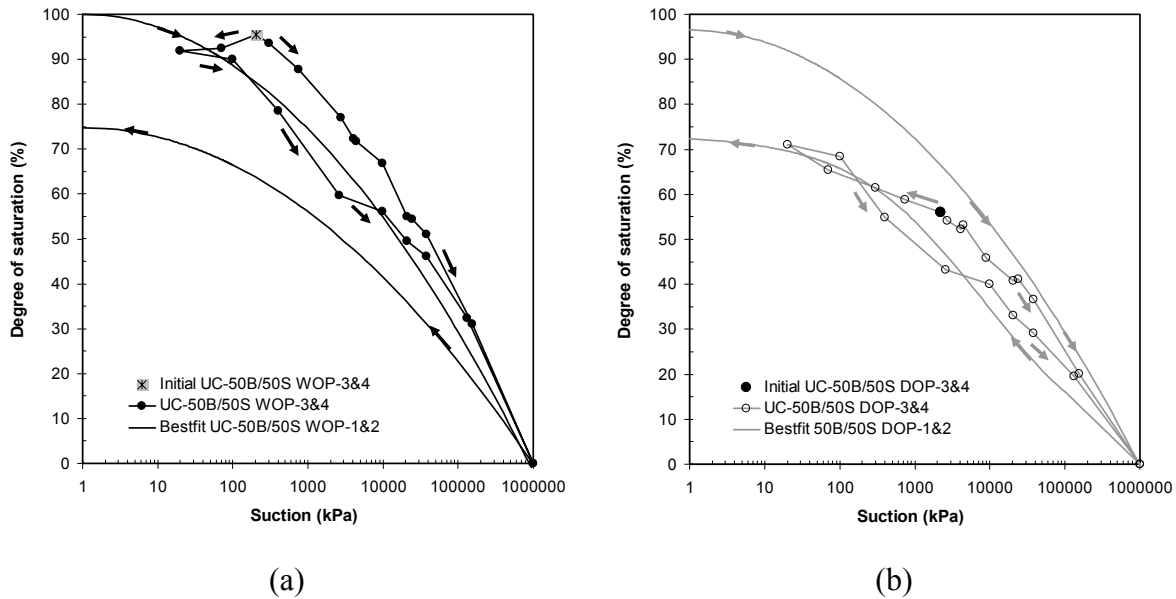 100
90
80
70
60
50
40
30
20
10
0
Degree of saturation (%)
Initial UC-50B/50S WOP-3&4
UC-50B/50S WOP-3&4
Bestfit UC-50B/50S WOP-1&2
1 10 100 1000 10000 100000 1000000
Suction (kPa)
(a)
100
90
80
70
60
50
40
30
20
10
0
Degree of saturation (%)
Initial UC-50B/50S DOP-3&4
UC-50B/50S DOP-3&4
Bestfit 50B/50S DOP-1&2
1 10 100 1000 10000 100000 1000000
Suction (kPa)
(b)